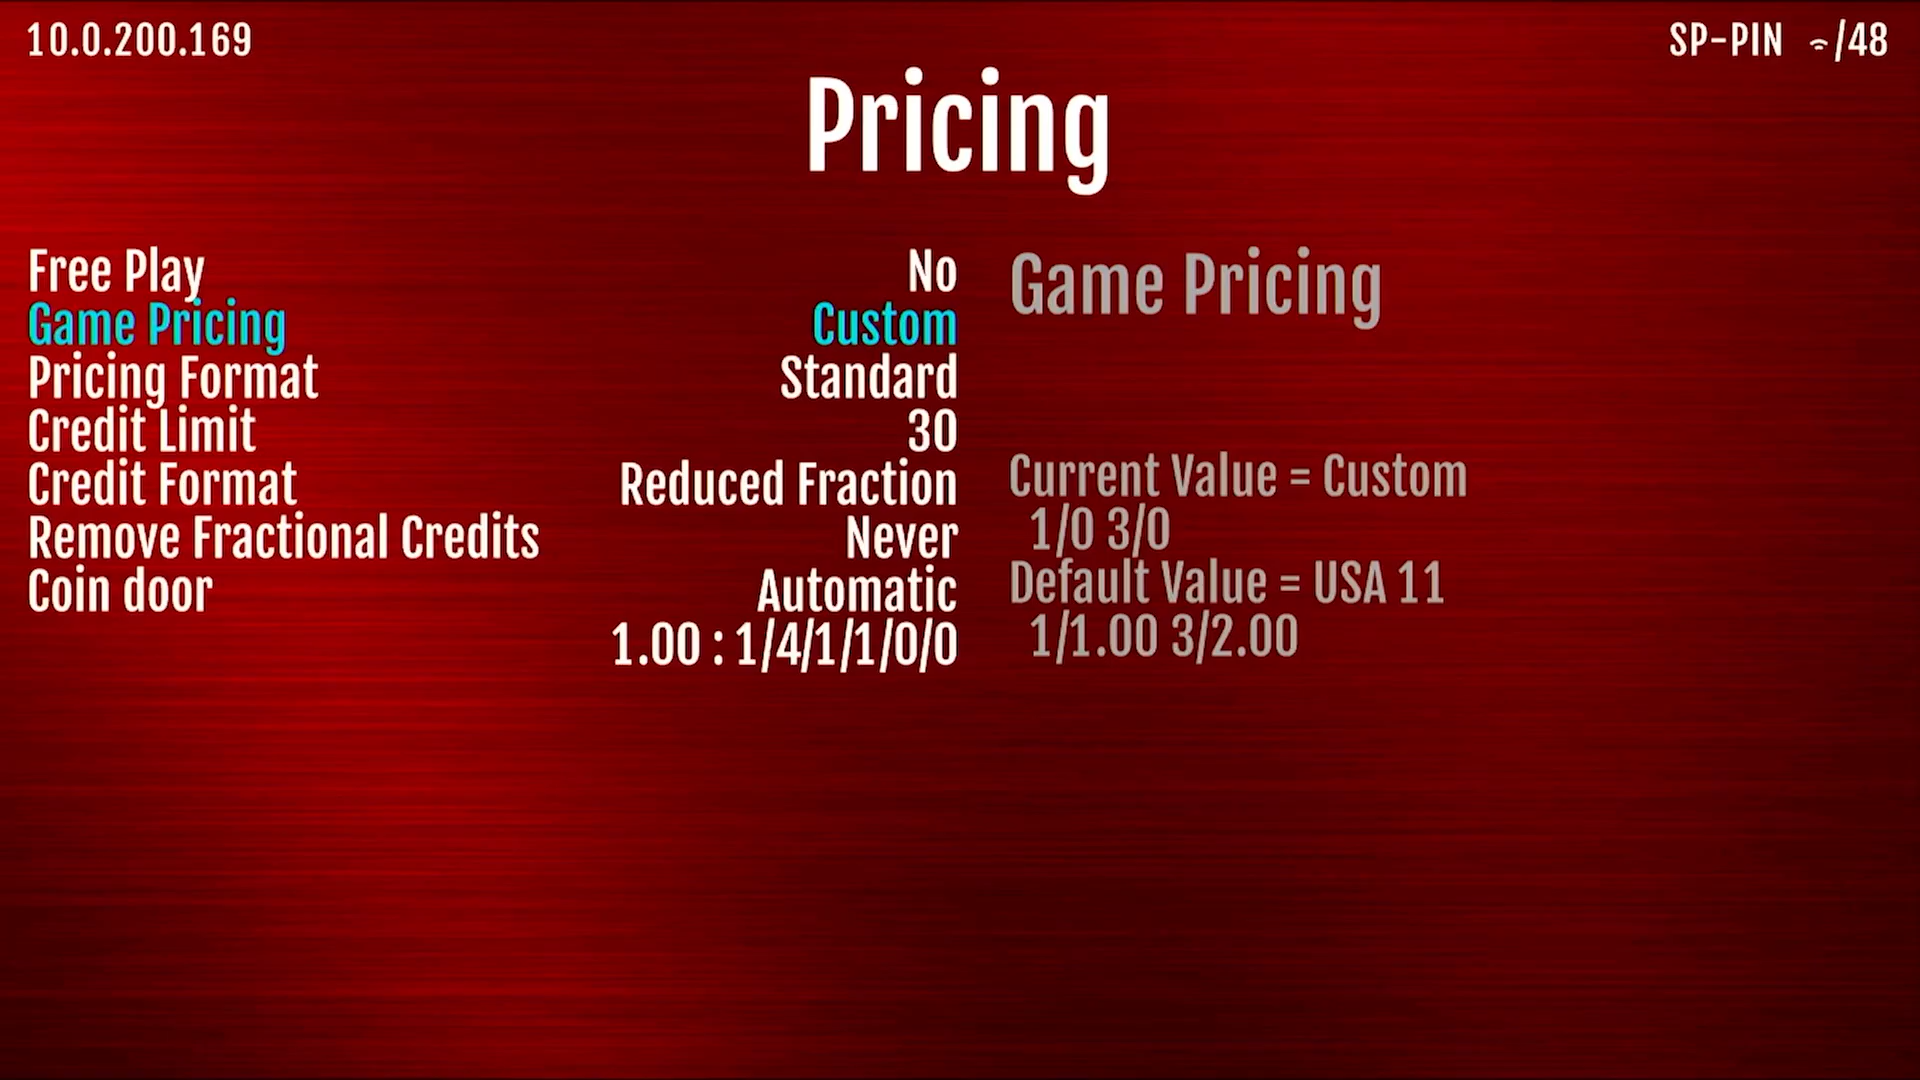 10.0.200.169
SP-PIN /48
Pricing
Free Play No
Game Pricing Custom
Pricing Format Standard
Credit Limit 30
Credit Format Reduced Fraction
Remove Fractional Credits Never
Coin door Automatic
1.00 : 1/4/1/1/0/0
Game Pricing
Current Value = Custom
1/0 3/0
Default Value = USA 11
1/1.00 3/2.00